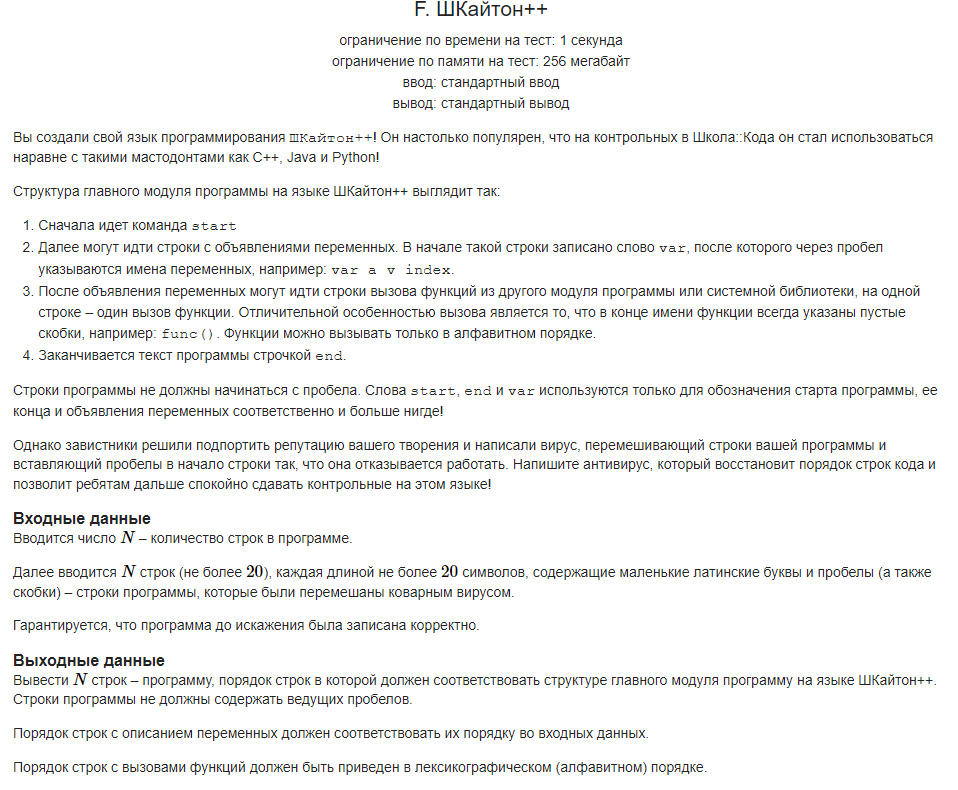 F. ШКайтон++
ограничение по времени на тест: 1 секунда
ограничение по памяти на тест: 256 мегабайт
ввод: стандартный ввод
вывод: стандартный вывод
Вы создали свой язык программирования ШКайтон++! Он настолько популярен, что на контрольных в Школа::Кода он стал использоваться
наравне с такими мастодонтами как C++, Java и Python!
Структура главного модуля программы на языке ШКайтон++ выглядит так:
1. Сначала идет команда start
2. Далее могут идти строки с объявлениями переменных. В начале такой строки записано слово var, после которого через пробел
указываются имена переменных, например: var a v index.
3. После объявления переменных могут идти строки вызова функций из другого модуля программы или системной библиотеки, на одной
строке – один вызов функции. Отличительной особенностью вызова является то, что в конце имени функции всегда указаны пустые
скобки, например: func(). Функции можно вызывать только в алфавитном порядке.
4. Заканчивается текст программы строчкой end.
Строки программы не должны начинаться с пробела. Слова start, end и var используются только для обозначения старта программы, ее
конца и объявления переменных соответственно и больше нигде!
Однако завистники решили подпортить репутацию вашего творения и написали вирус, перемешивающий строки вашей программы и
вставляющий пробелы в начало строки так, что она отказывается работать. Напишите антивирус, который восстановит порядок строк кода и
позволит ребятам дальше спокойно сдавать контрольные на этом языке!
Входные данные
Вводится число N – количество строк в программе.
Далее вводится N строк (не более 20), каждая длиной не более 20 символов, содержащие маленькие латинские буквы и пробелы (а также
скобки) – строки программы, которые были перемешаны коварным вирусом.
Гарантируется, что программа до искажения была записана корректно.
Выходные данные
Вывести N строк – программу, порядок строк в которой должен соответствовать структуре главного модуля программу на языке ШКайтон++.
Строки программы не должны содержать ведущих пробелов.
Порядок строк с описанием переменных должен соответствовать их порядку во входных данных.
Порядок строк с вызовами функций должен быть приведен в лексикографическом (алфавитном) порядке.